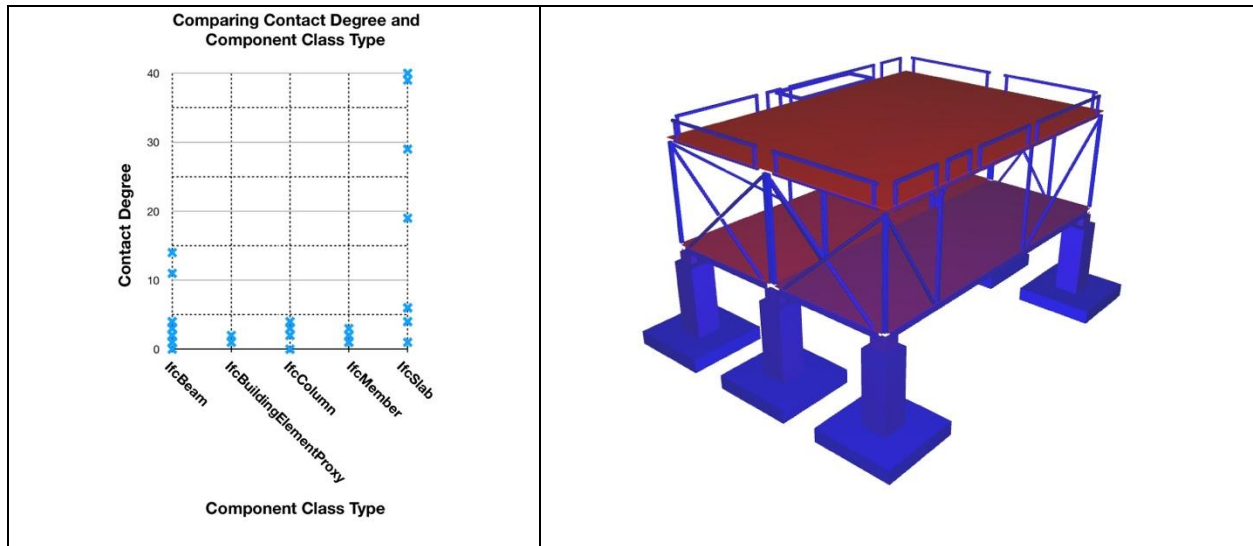 Comparing Contact Degree and
Component Class Type
Contact Degree
40
30
20
10
0
IfcBeam
IfcBuildingElementProxy
IfcColumn
IfcMember
IfcSlab
Component Class Type